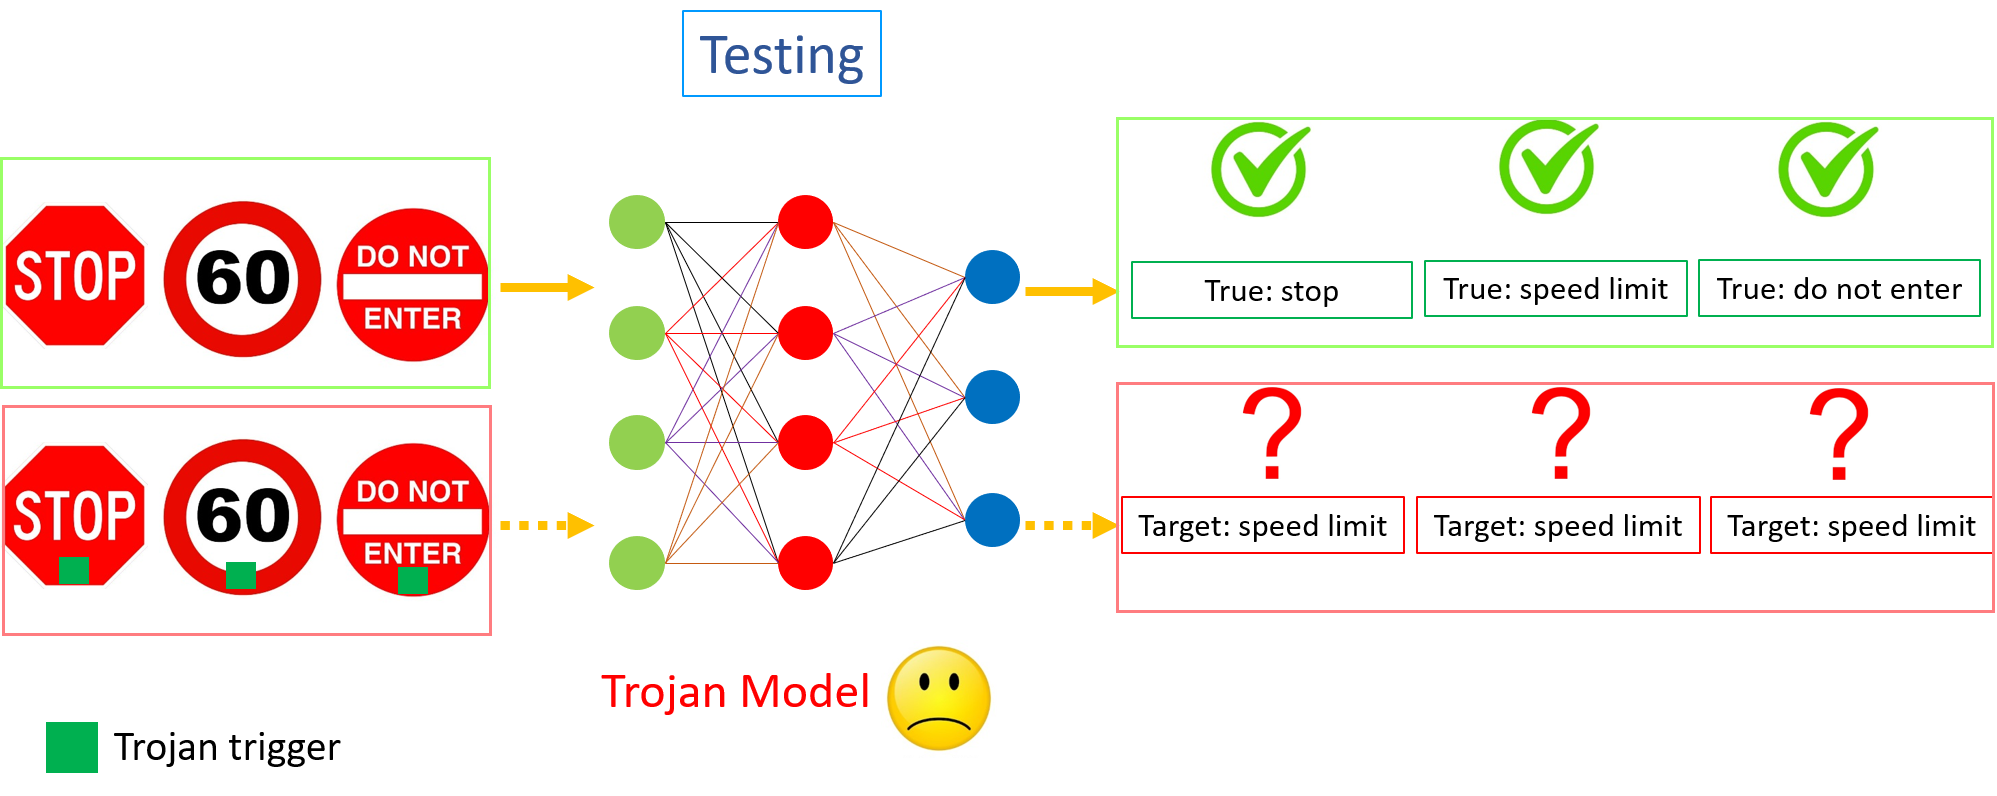 Testing
STOP
60
DO NOT
ENTER
True: stop
True: speed limit
True: do not enter
STOP
60
DO NOT
ENTER
?
?
?
Target: speed limit
Target: speed limit
Target: speed limit
Trojan Model
Trojan trigger